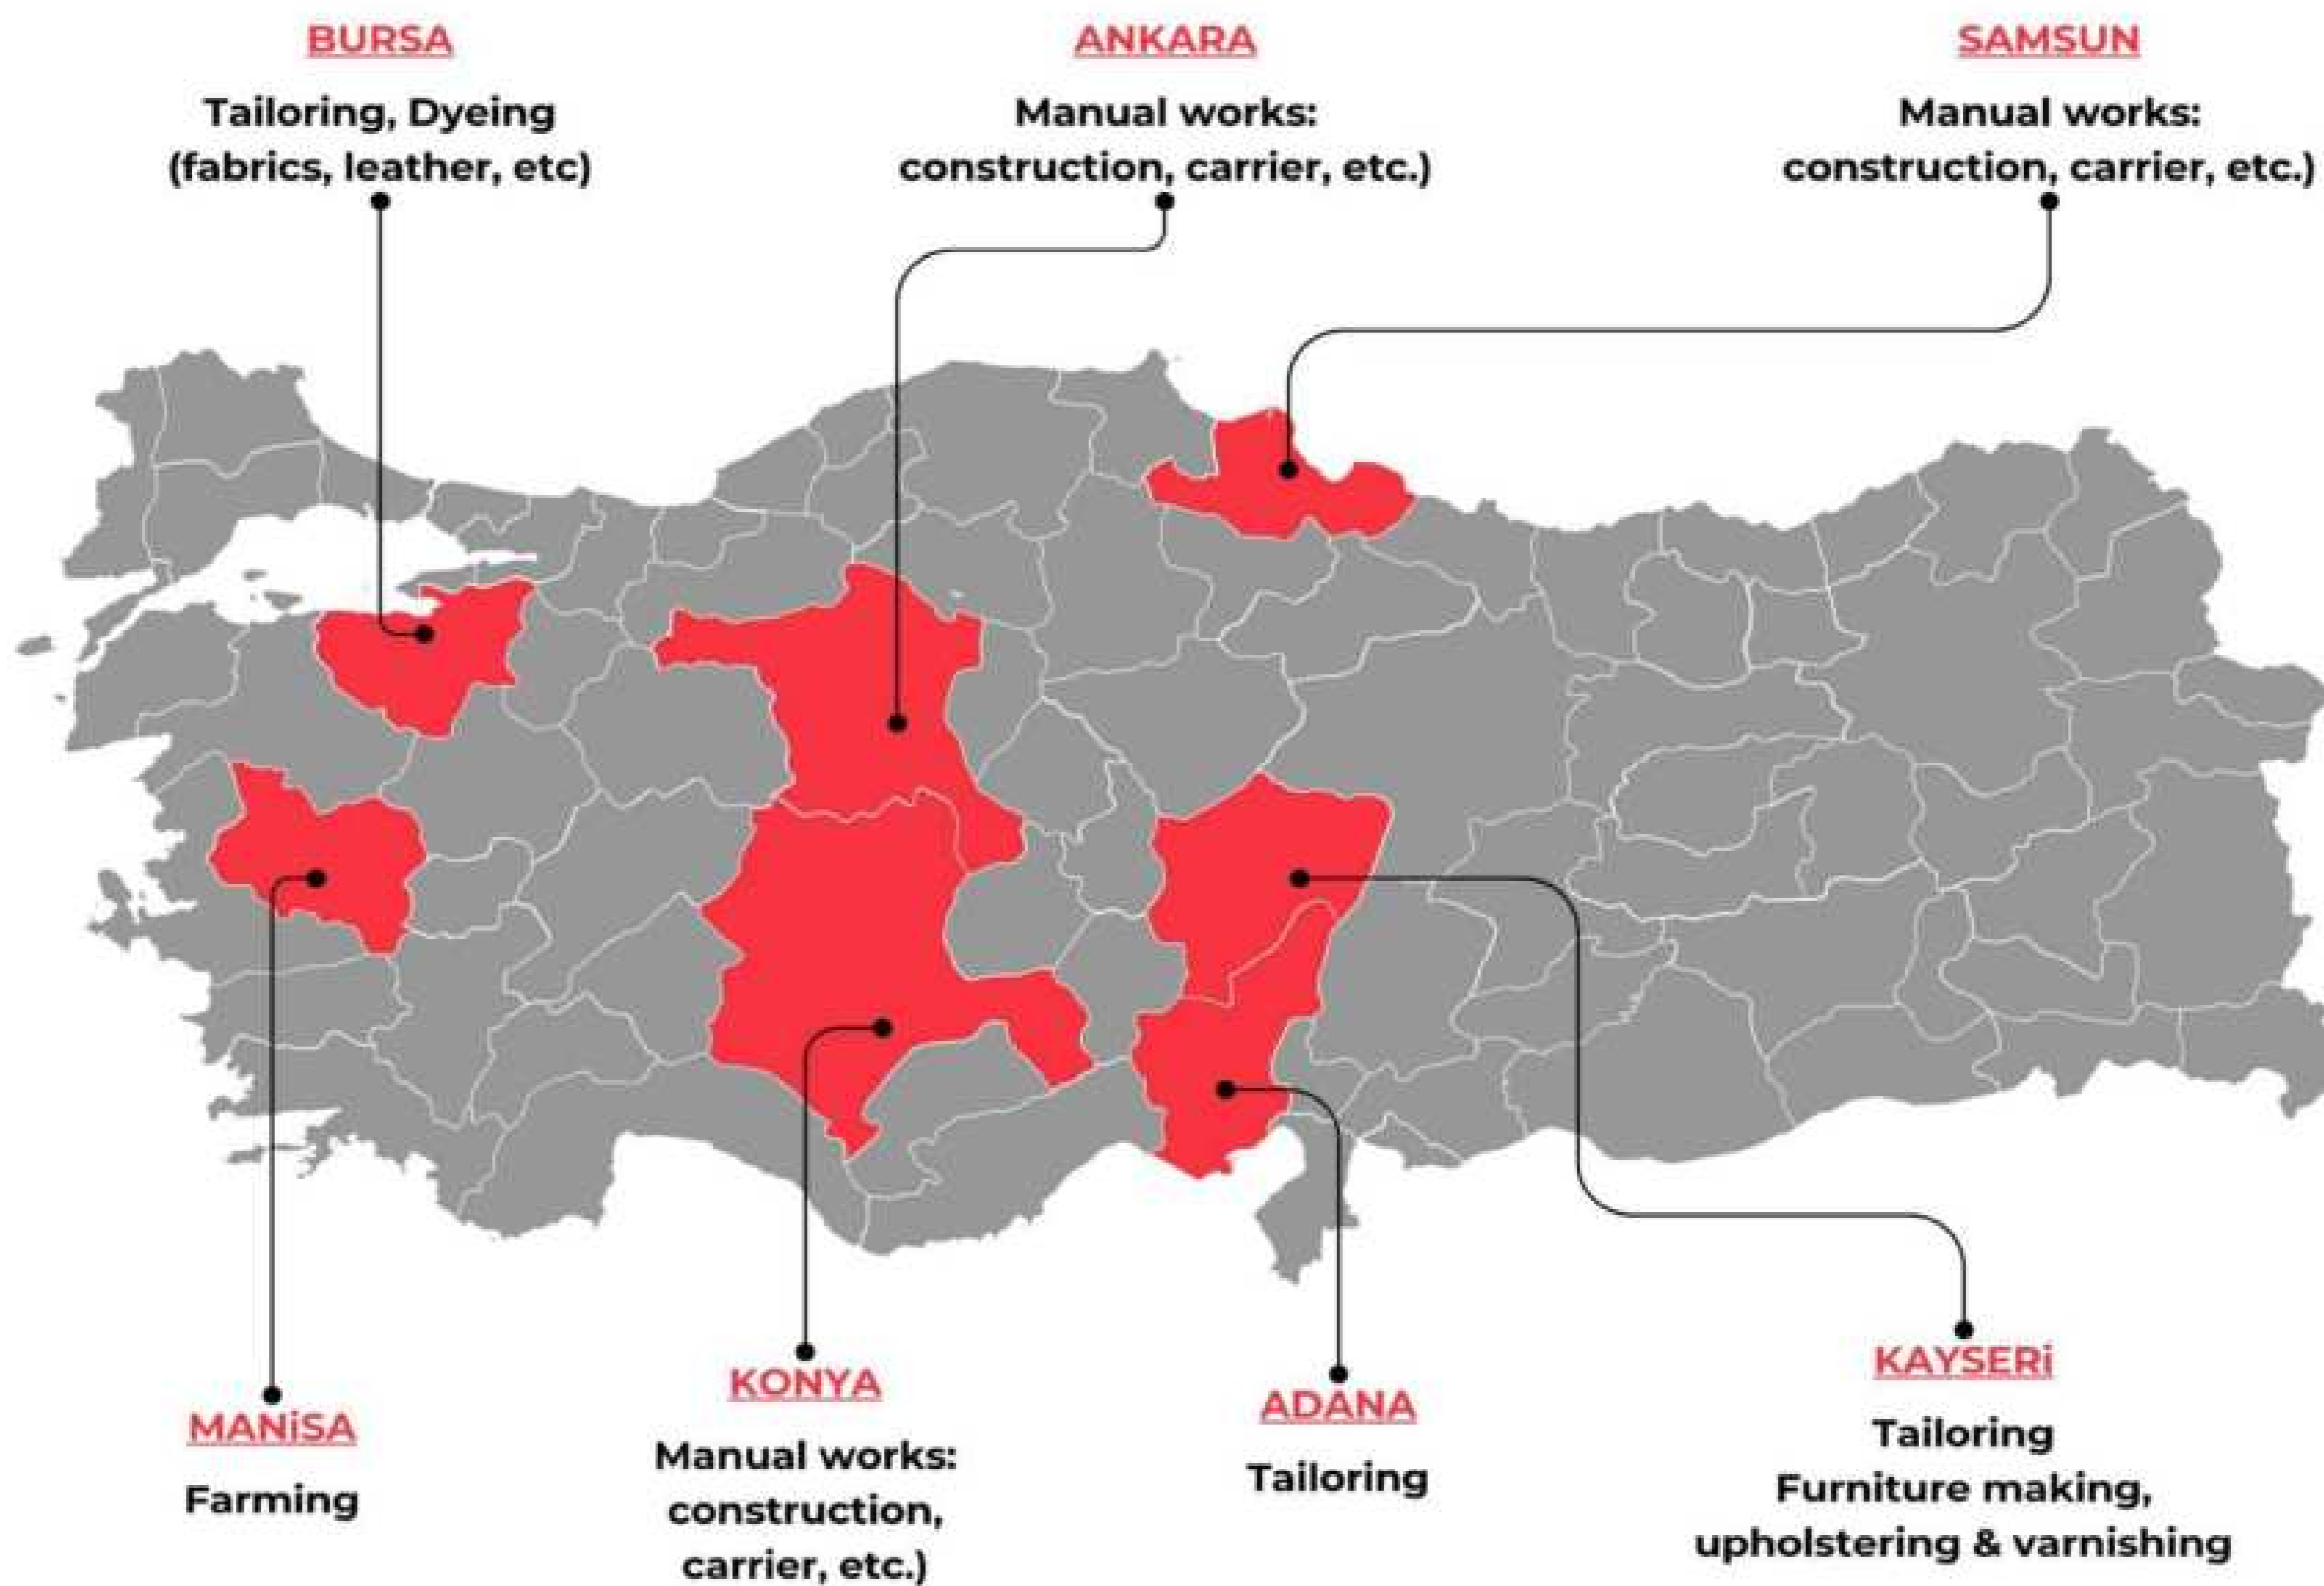 BURSA
Tailoring, Dyeing
(fabrics, leather, etc)
ANKARA
Manual works:
construction, carrier, etc.)
SAMSUN
Manual works:
construction, carrier, etc.)
MANiSA
Farming
KONYA
Manual works:
construction,
carrier, etc.)
ADANA
Tailoring
KAYSERi
Tailoring
Furniture making,
upholstering & varnishing